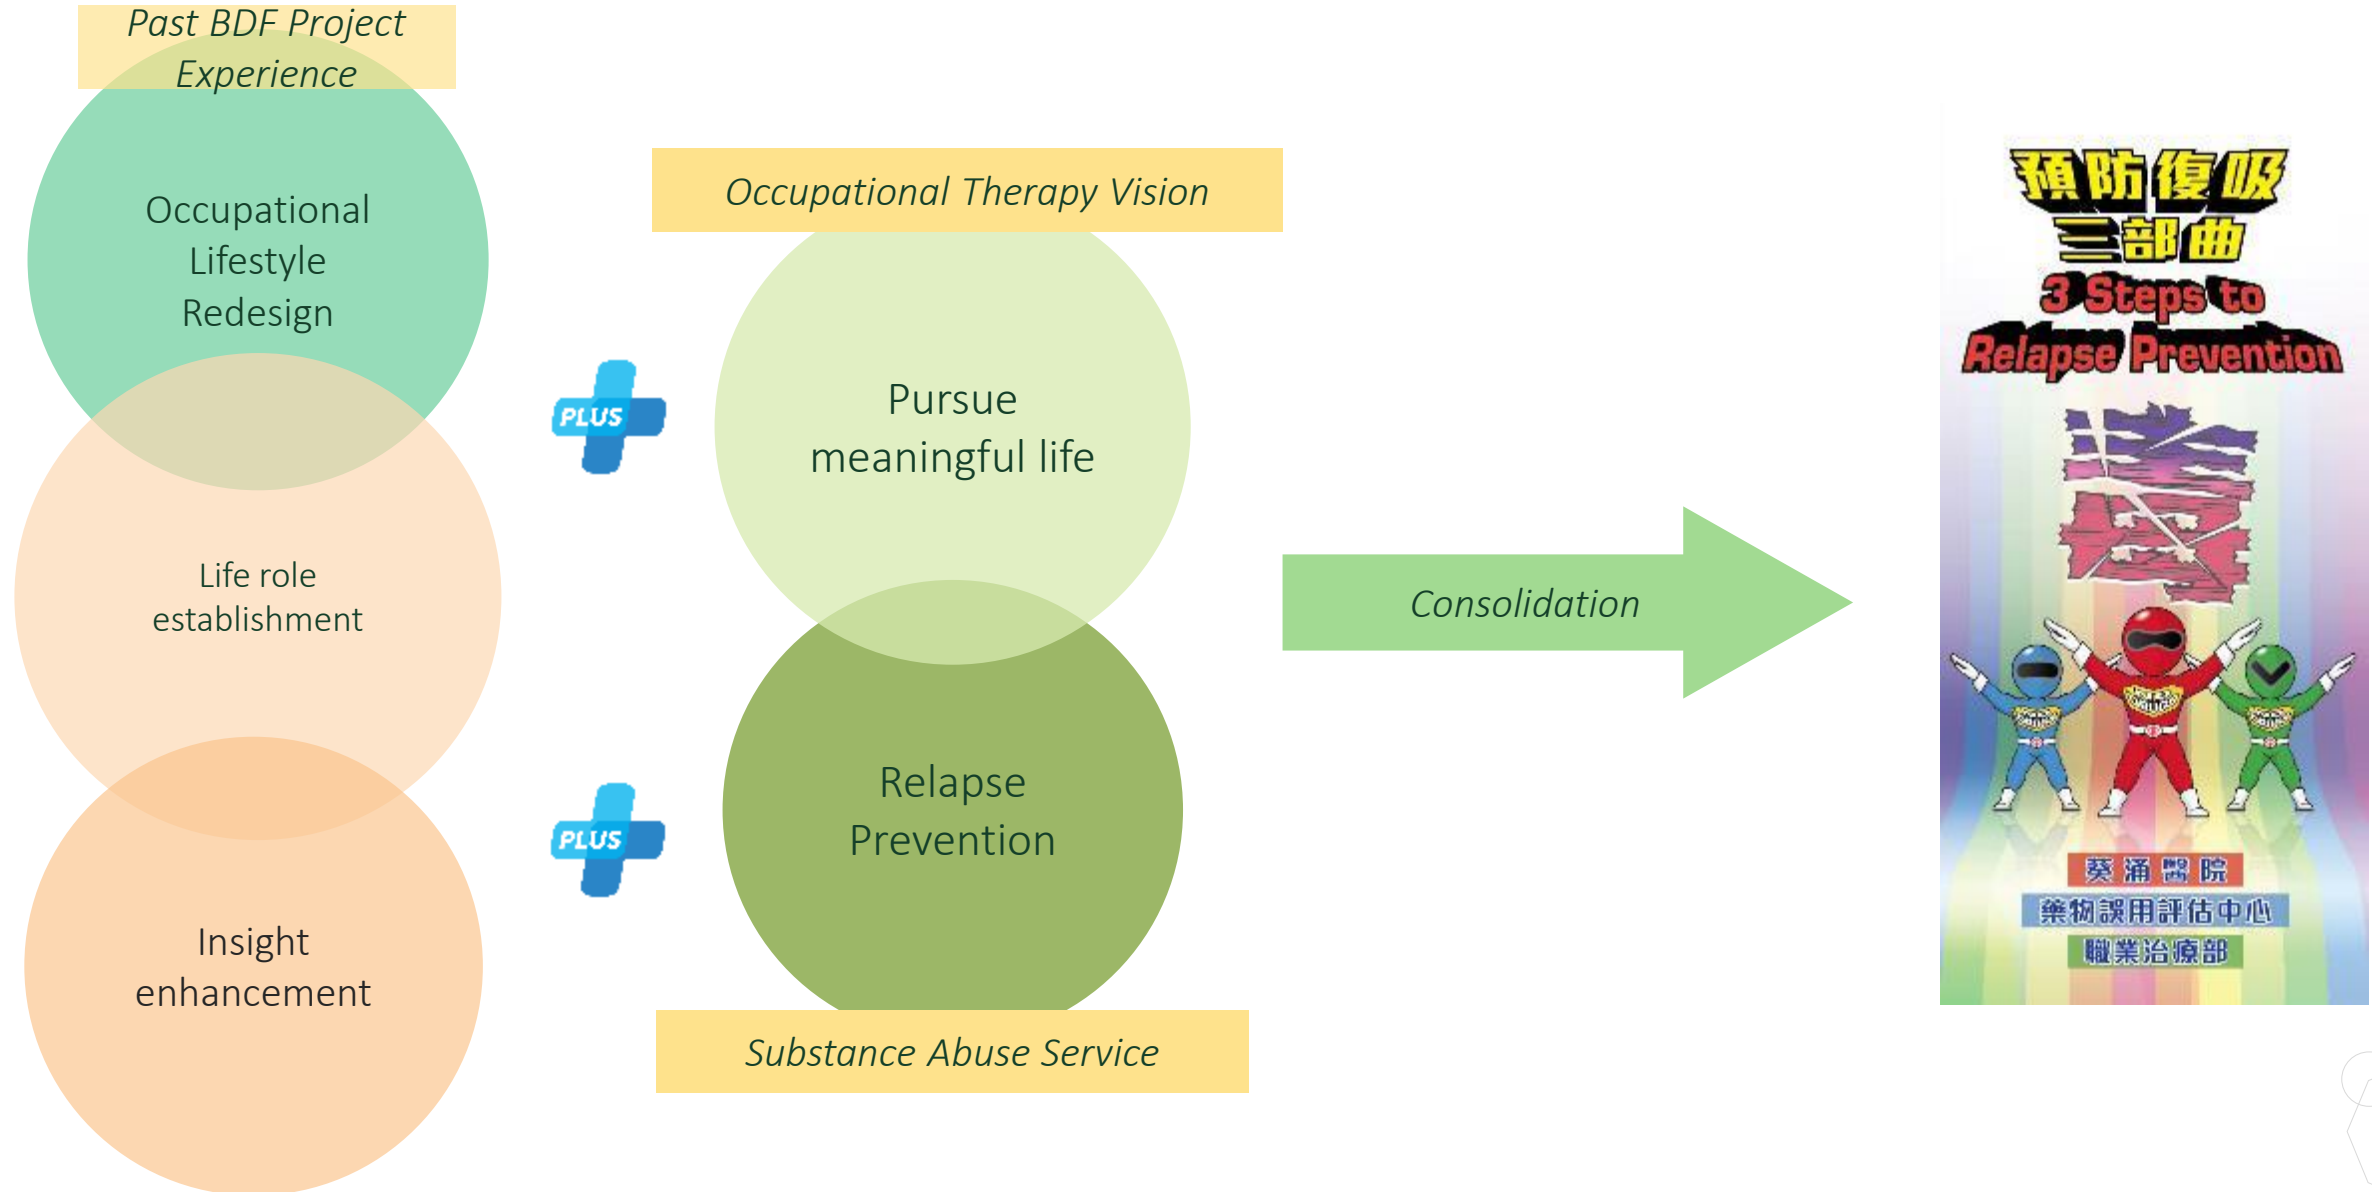 Past BDF Project
Experience
Occupational
Lifestyle
Redesign
Life role
establishment
Insight
enhancement
PLUS
PLUS
Occupational Therapy Vision
Pursue
meaningful life
Relapse
Prevention
Substance Abuse Service
Consolidation
預防復吸
三部曲
3 Steps to
Relapse Prevention
毒
葵涌醫院
藥物誤用評估中心
職業治療部